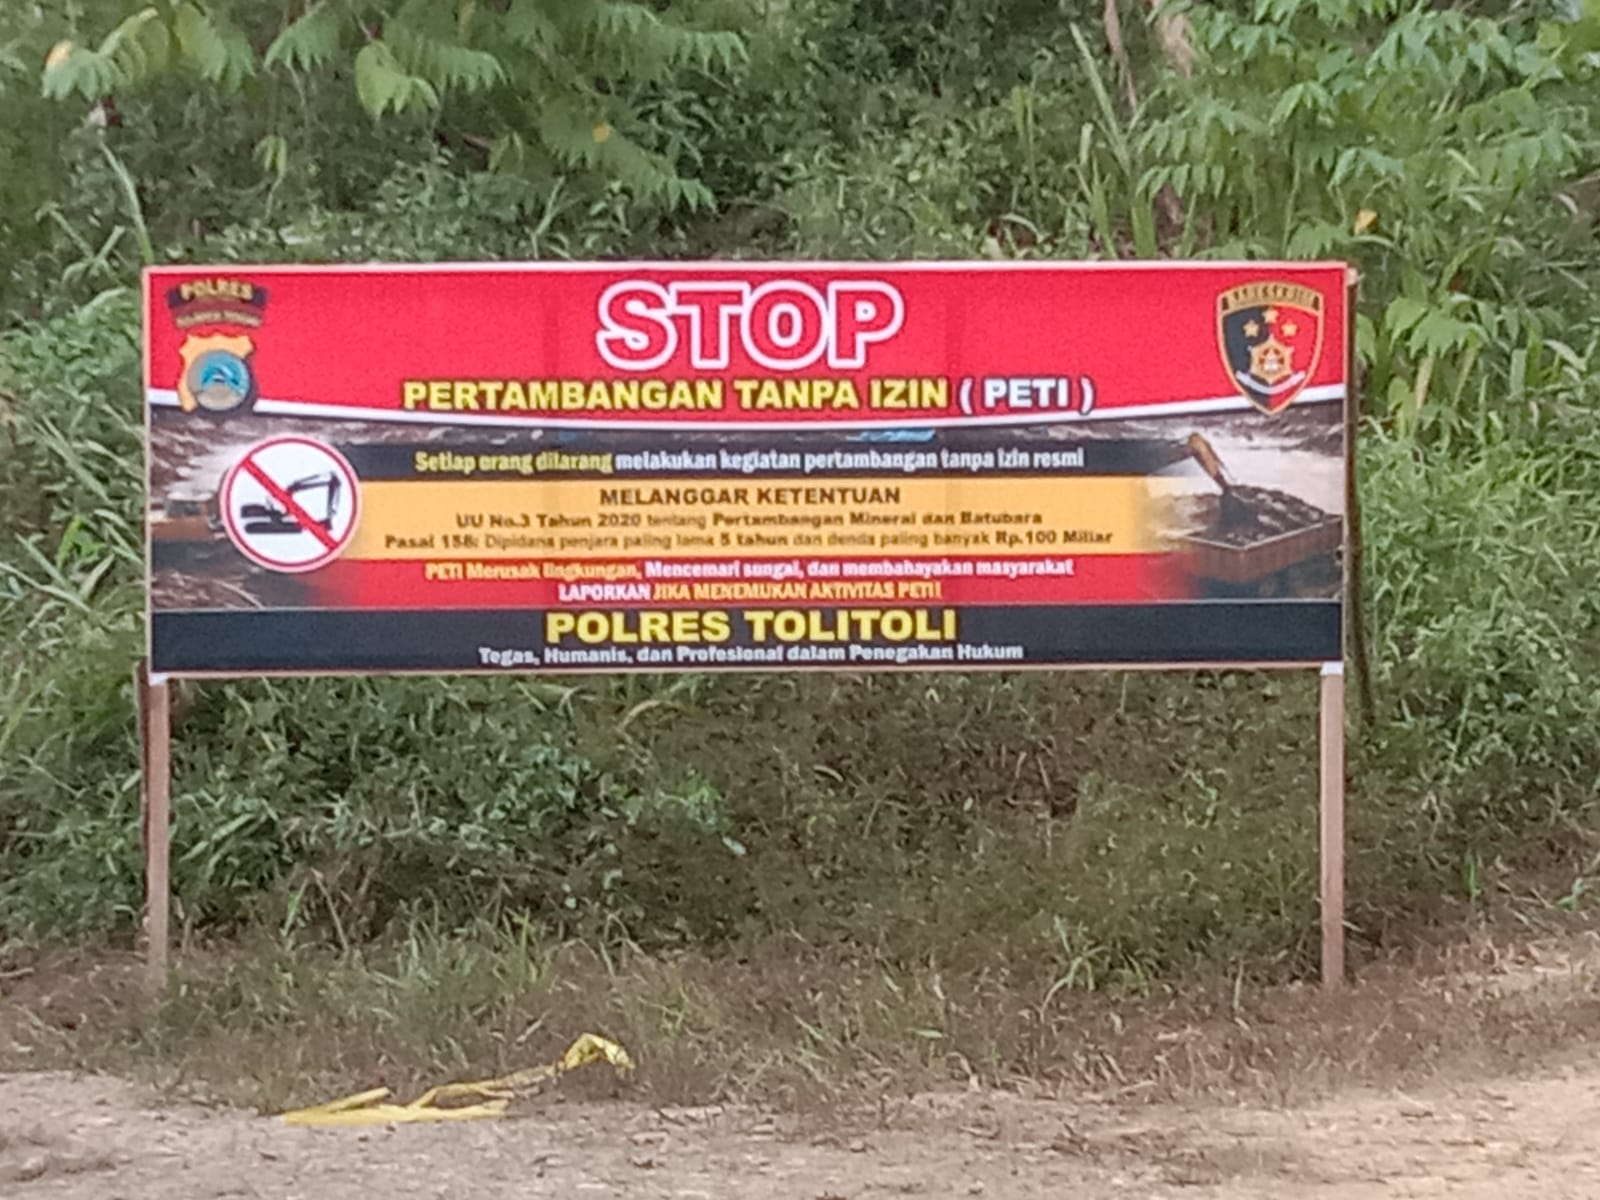 POLRES
BARESKRIM
STOP
PERTAMBANGAN TANPA IZIN ( PETI )
Setiap orang dilarang melakukan kegiatan pertambangan tanpa izin resmi
MELANGGAR KETENTUAN
UU No.3 Tahun 2020 tentang Pertambangan Mineral dan Batubara
Pasal 158: Dipidana penjara paling lama 5 tahun dan denda paling banyak Rp.100 Miliar
PETI Merusak lingkungan, Mencemari sungai, dan membahayakan masyarakat
LAPORKAN JIKA MENEMUKAN AKTIVITAS PETI!
POLRES TOLITOLI
Tegas, Humanis, dan Profesional dalam Penegakan Hukum